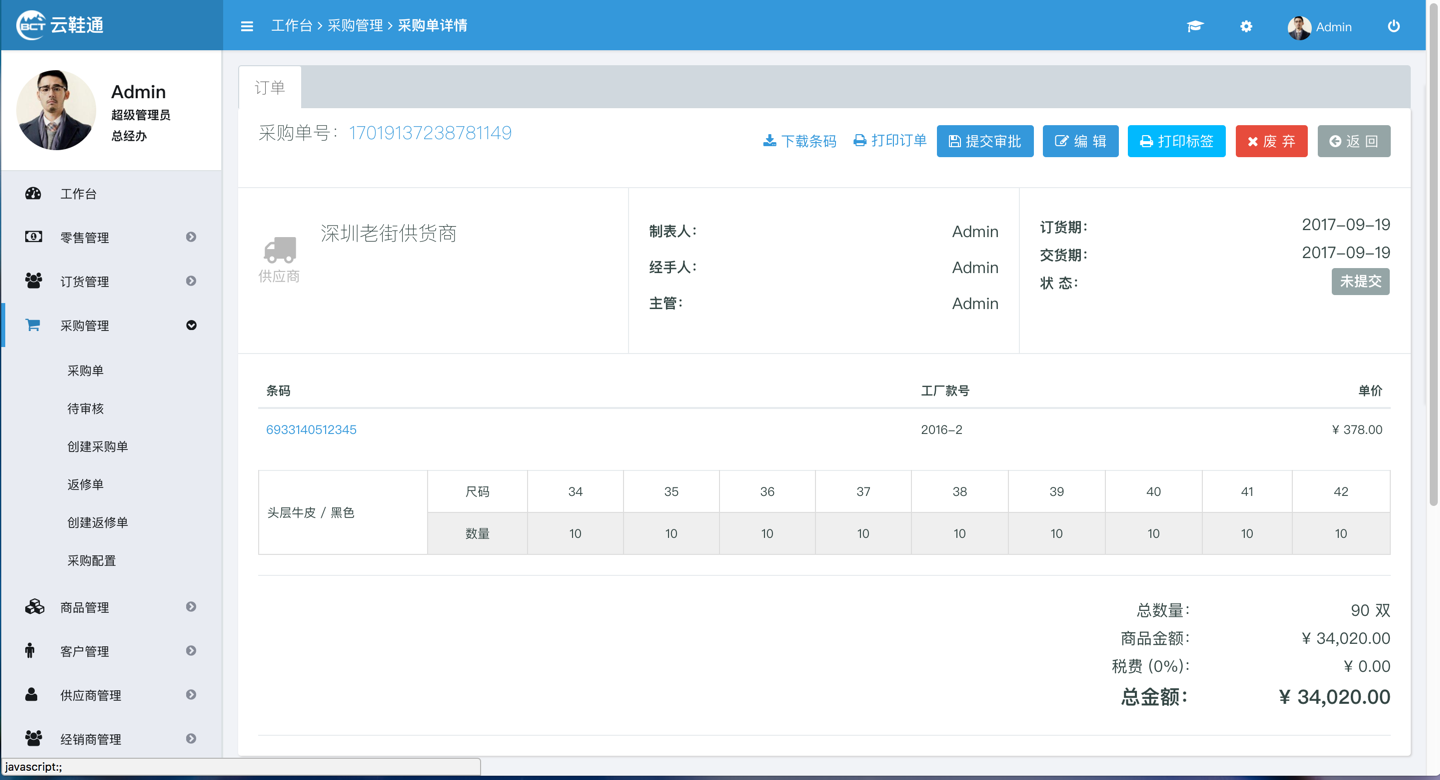 BCT 云鞋通
工作台 > 采购管理 > 采购单详情
Admin
Admin
超级管理员
总经办
工作台
零售管理
订货管理
采购管理
采购单
待审核
创建采购单
返修单
创建返修单
采购配置
商品管理
客户管理
供应商管理
经销商管理
javascript:;
订单
采购单号: 17019137238781149
下载条码 打印订单 提交审批 编 辑 打印标签 废 弃 返 回
深圳老街供货商
供应商
制表人: Admin
经手人: Admin
主管: Admin
订货期: 2017-09-19
交货期: 2017-09-19
状 态: 未提交
条码 工厂款号 单价
6933140512345 2016-2 ¥ 378.00
头层牛皮 / 黑色
尺码 34 35 36 37 38 39 40 41 42
数量 10 10 10 10 10 10 10 10 10
总数量: 90 双
商品金额: ¥ 34,020.00
税费 (0%): ¥ 0.00
总金额: ¥ 34,020.00